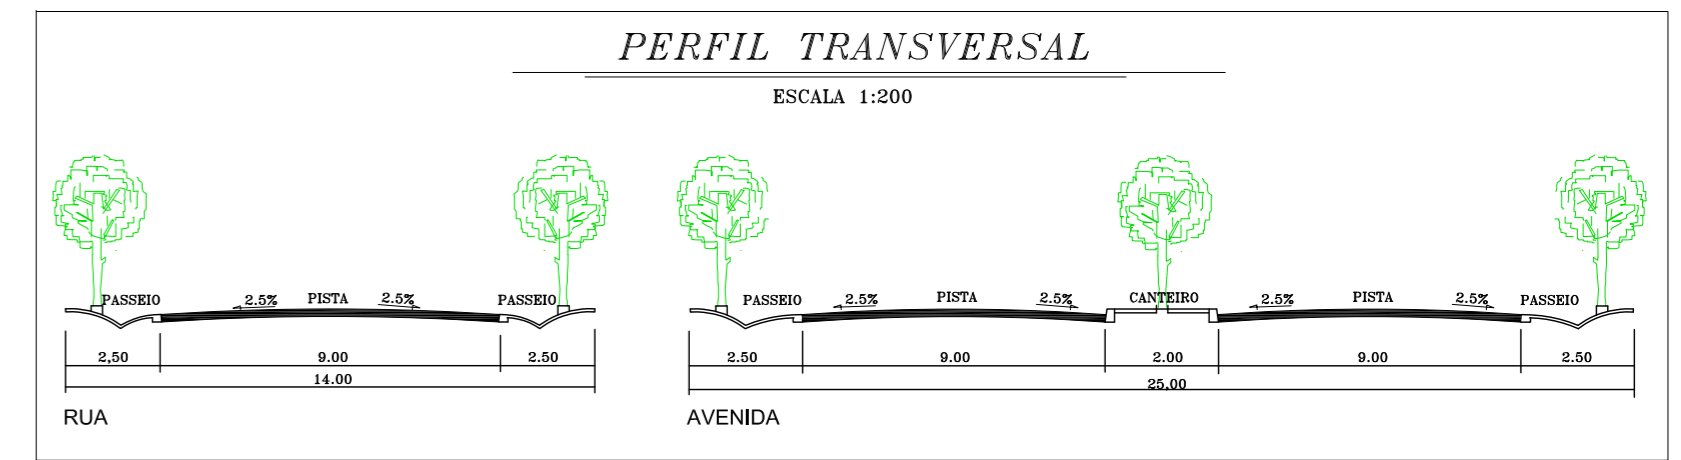 PERFIL TRANSVERSAL
ESCALA 1:200
PASSEIO 2.5% PISTA 2.5% PASSEIO
2,50 9.00 2.50
14.00
RUA
PASSEIO 2.5% PISTA 2.5% CANTEIRO 2.5% PISTA 2.5% PASSEIO
2.50 9.00 2.00 9.00 2.50
25,00
AVENIDA